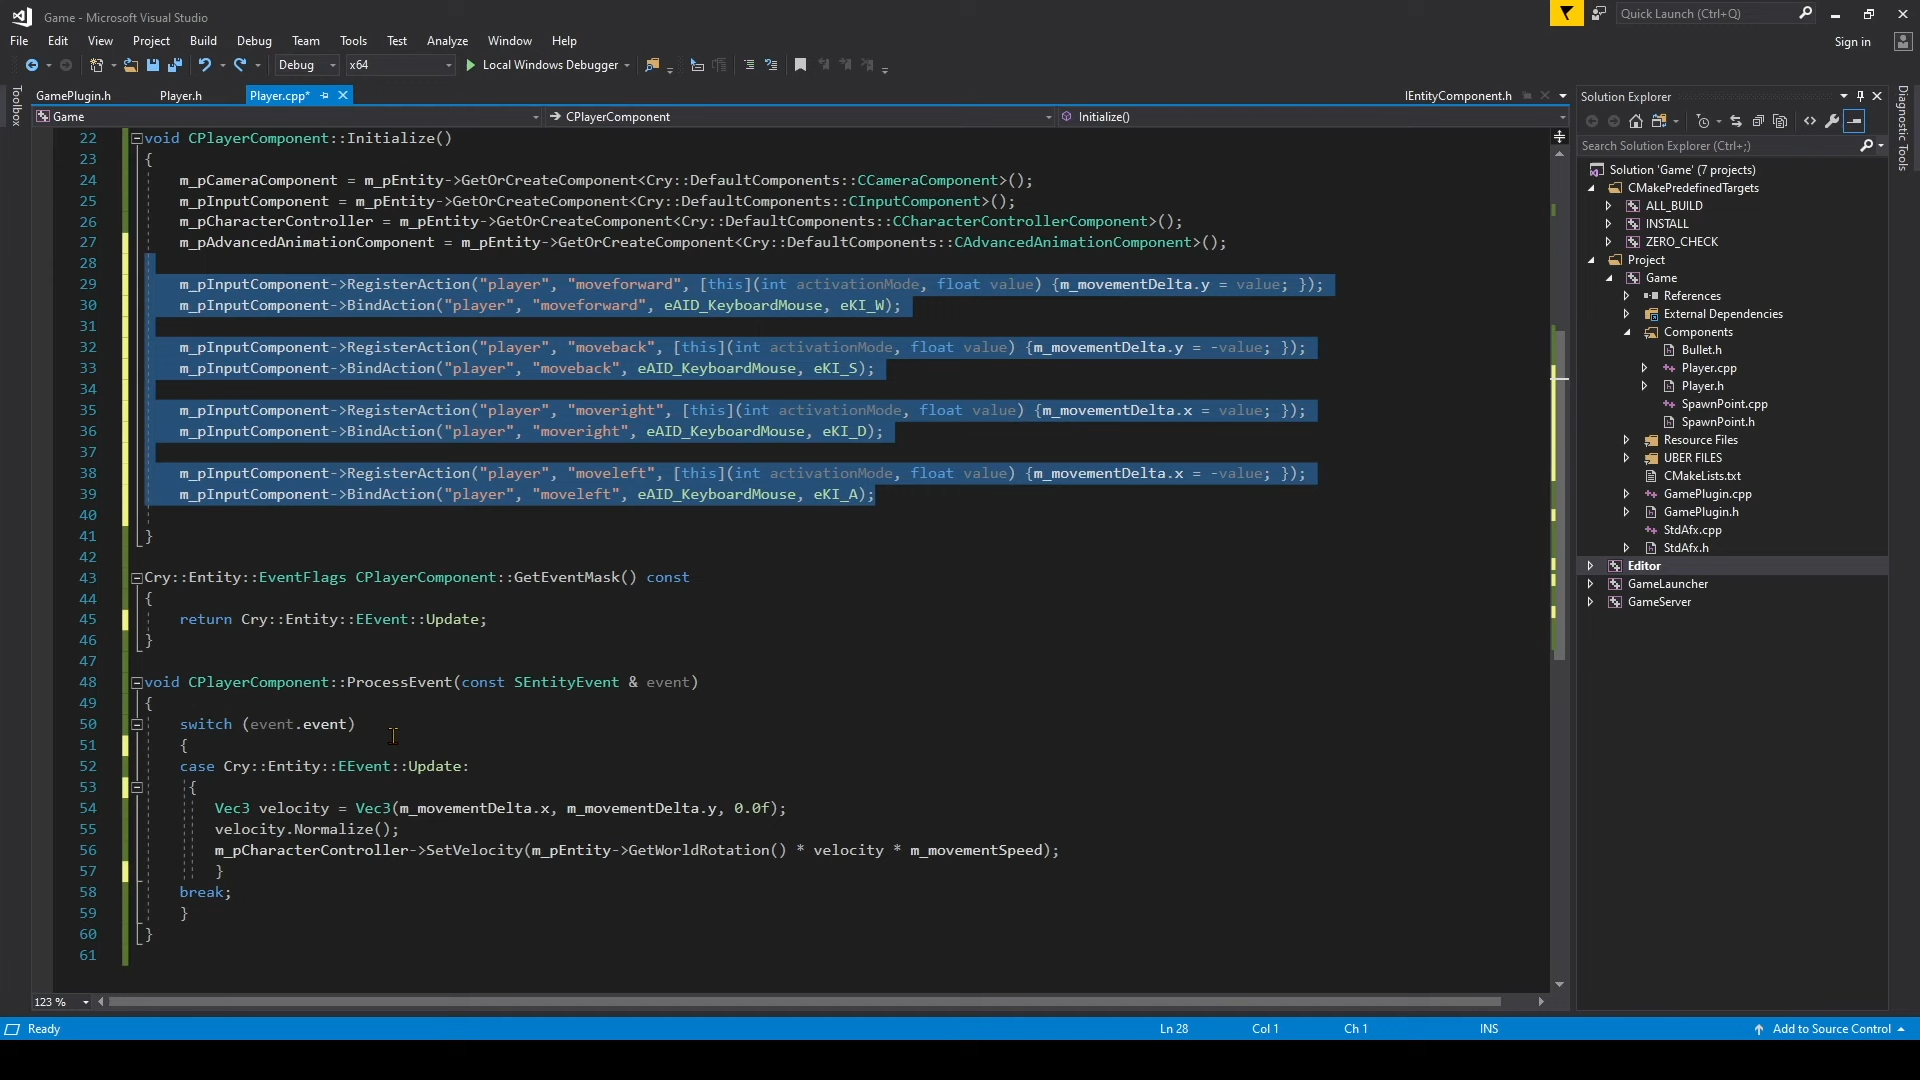 Game - Microsoft Visual Studio
Quick Launch (Ctrl+Q)
File Edit View Project Build Debug Team Tools Test Analyze Window Help
Sign in
Debug x64 Local Windows Debugger
Toolbox
GamePlugin.h Player.h Player.cpp* IEntityComponent.h
Game CPlayerComponent Initialize()
22 void CPlayerComponent::Initialize()
23 {
24 m_pCameraComponent = m_pEntity->GetOrCreateComponent<Cry::DefaultComponents::CCameraComponent>();
25 m_pInputComponent = m_pEntity->GetOrCreateComponent<Cry::DefaultComponents::CInputComponent>();
26 m_pCharacterController = m_pEntity->GetOrCreateComponent<Cry::DefaultComponents::CCharacterControllerComponent>();
27 m_pAdvancedAnimationComponent = m_pEntity->GetOrCreateComponent<Cry::DefaultComponents::CAdvancedAnimationComponent>();
28
29 m_pInputComponent->RegisterAction("player", "moveforward", [this](int activationMode, float value) {m_movementDelta.y = value; });
30 m_pInputComponent->BindAction("player", "moveforward", eAID_KeyboardMouse, eKI_W);
31
32 m_pInputComponent->RegisterAction("player", "moveback", [this](int activationMode, float value) {m_movementDelta.y = -value; });
33 m_pInputComponent->BindAction("player", "moveback", eAID_KeyboardMouse, eKI_S);
34
35 m_pInputComponent->RegisterAction("player", "moveright", [this](int activationMode, float value) {m_movementDelta.x = value; });
36 m_pInputComponent->BindAction("player", "moveright", eAID_KeyboardMouse, eKI_D);
37
38 m_pInputComponent->RegisterAction("player", "moveleft", [this](int activationMode, float value) {m_movementDelta.x = -value; });
39 m_pInputComponent->BindAction("player", "moveleft", eAID_KeyboardMouse, eKI_A);
40
41 }
42
43 Cry::Entity::EventFlags CPlayerComponent::GetEventMask() const
44 {
45 return Cry::Entity::EEvent::Update;
46 }
47
48 void CPlayerComponent::ProcessEvent(const SEntityEvent & event)
49 {
50 switch (event.event)
51 {
52 case Cry::Entity::EEvent::Update:
53 {
54 Vec3 velocity = Vec3(m_movementDelta.x, m_movementDelta.y, 0.0f);
55 velocity.Normalize();
56 m_pCharacterController->SetVelocity(m_pEntity->GetWorldRotation() * velocity * m_movementSpeed);
57 }
58 break;
59 }
60 }
61
123 %
Solution Explorer
Search Solution Explorer (Ctrl+;)
Solution 'Game' (7 projects)
CMakePredefinedTargets
ALL_BUILD
INSTALL
ZERO_CHECK
Project
Game
References
External Dependencies
Components
Bullet.h
Player.cpp
Player.h
SpawnPoint.cpp
SpawnPoint.h
Resource Files
UBER FILES
CMakeLists.txt
GamePlugin.cpp
GamePlugin.h
StdAfx.cpp
StdAfx.h
Editor
GameLauncher
GameServer
Diagnostic Tools
Ready Ln 28 Col 1 Ch 1 INS Add to Source Control